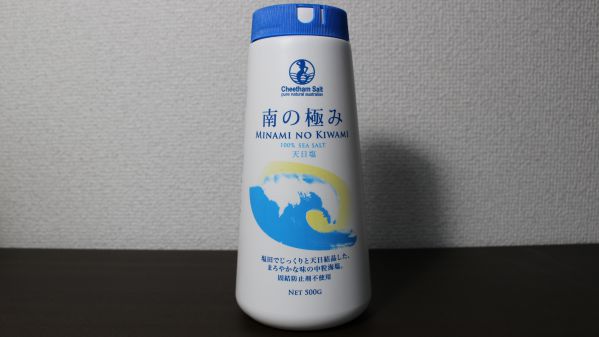 Cheetham Salt
pure natural australian
南の極み
MINAMI NO KIWAMI
100% SEA SALT
天日塩
塩田でじっくりと天日結晶した、
まろやかな味の中粒海塩。
固結防止剤不使用
NET 500G